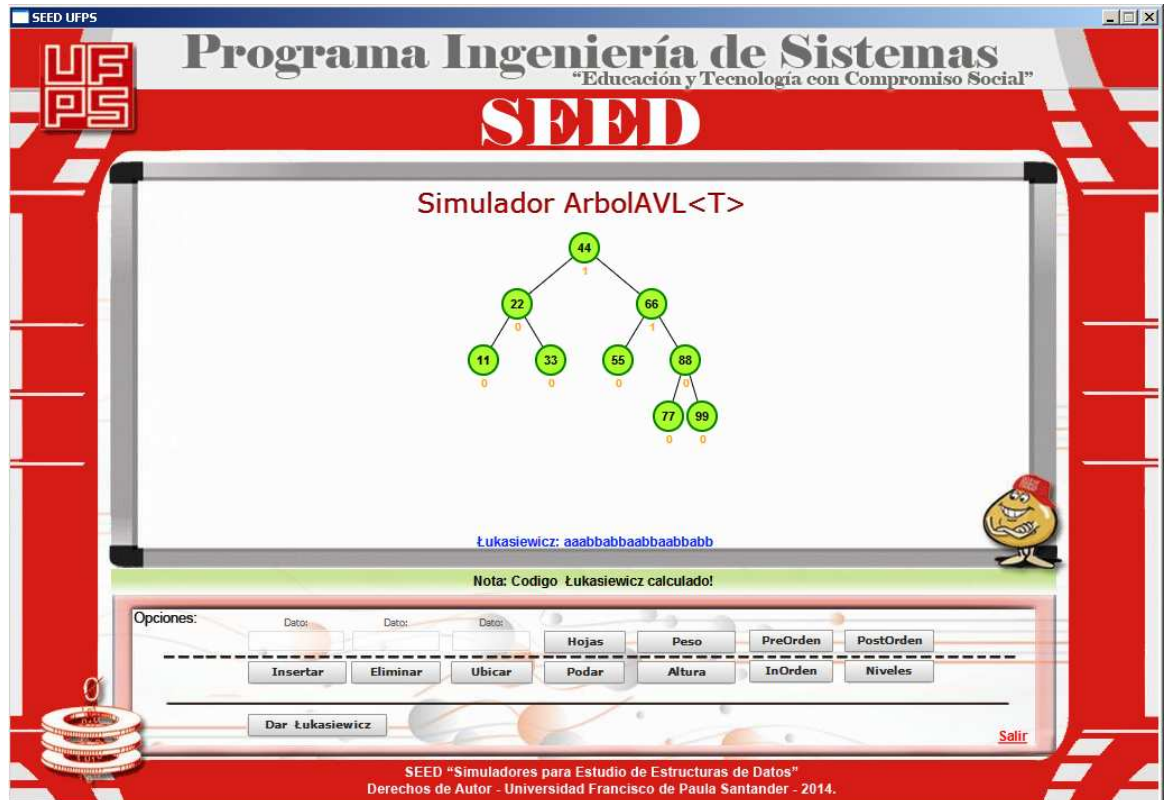 SEED UFPS
UFPS
Programa Ingeniería de Sistemas
“Educación y Tecnología con Compromiso Social”
SEED
Simulador ArbolAVL<T>
44
1
22 66
0 1
11 33 55 88
0 0 0 0
77 99
0 0
Łukasiewicz: aaabbabbaabbaabbabb
Nota: Codigo Łukasiewicz calculado!
Opciones:
Dato: Dato: Dato:
Hojas Peso PreOrden PostOrden
Insertar Eliminar Ubicar Podar Altura InOrden Niveles
Dar Łukasiewicz
Salir
SEED “Simuladores para Estudio de Estructuras de Datos”
Derechos de Autor - Universidad Francisco de Paula Santander - 2014.